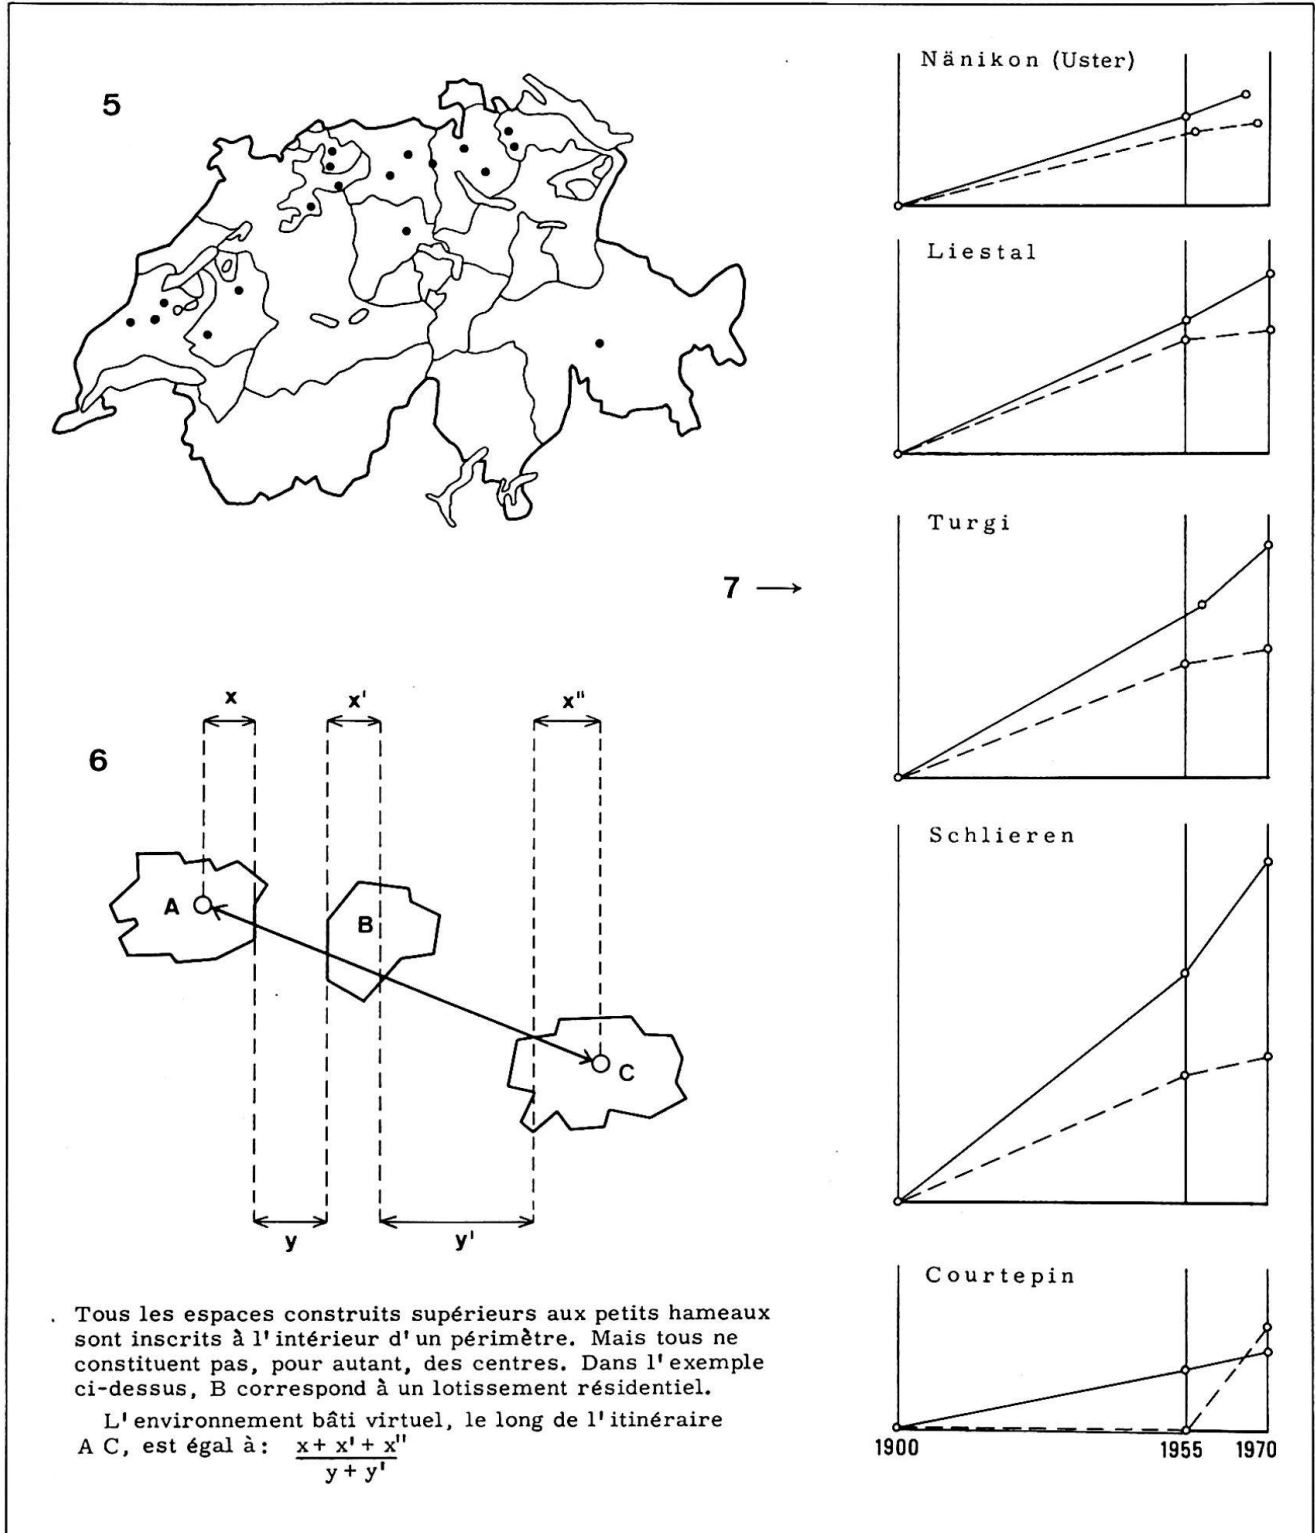 5
6
x x' x"
A
B
C
y y'
Tous les espaces construits supérieurs aux petits hameaux
sont inscrits à l'intérieur d'un périmètre. Mais tous ne
constituent pas, pour autant, des centres. Dans l'exemple
ci-dessus, B correspond à un lotissement résidentiel.
L'environnement bâti virtuel, le long de l'itinéraire
A C, est égal à: x + x' + x"
y + y'
7 →
Nänikon (Uster)
Liestal
Turgi
Schlieren
Courtepin
1900 1955 1970